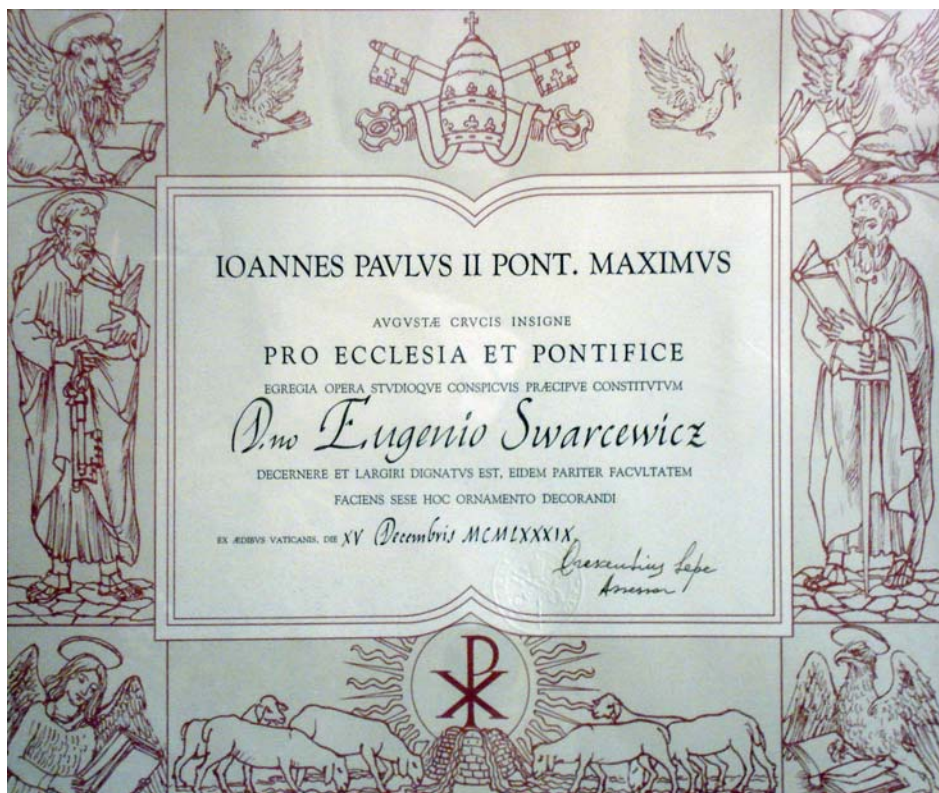 IOANNES PAVLVS II PONT. MAXIMVS
AVGVSTÆ CRVCIS INSIGNE
PRO ECCLESIA ET PONTIFICE
EGREGIA OPERA STVDIOQVE CONSPICVIS PRÆCIPVE CONSTITVTVM
D.no Eugenio Swarcewicz
DECERNERE ET LARGIRI DIGNATVS EST, EIDEM PARITER FACVLTATEM
FACIENS SESE HOC ORNAMENTO DECORANDI
EX ÆDIBVS VATICANIS, DIE XV Decembris MCMLXXXIX
Crescentius Sepe
Assessor